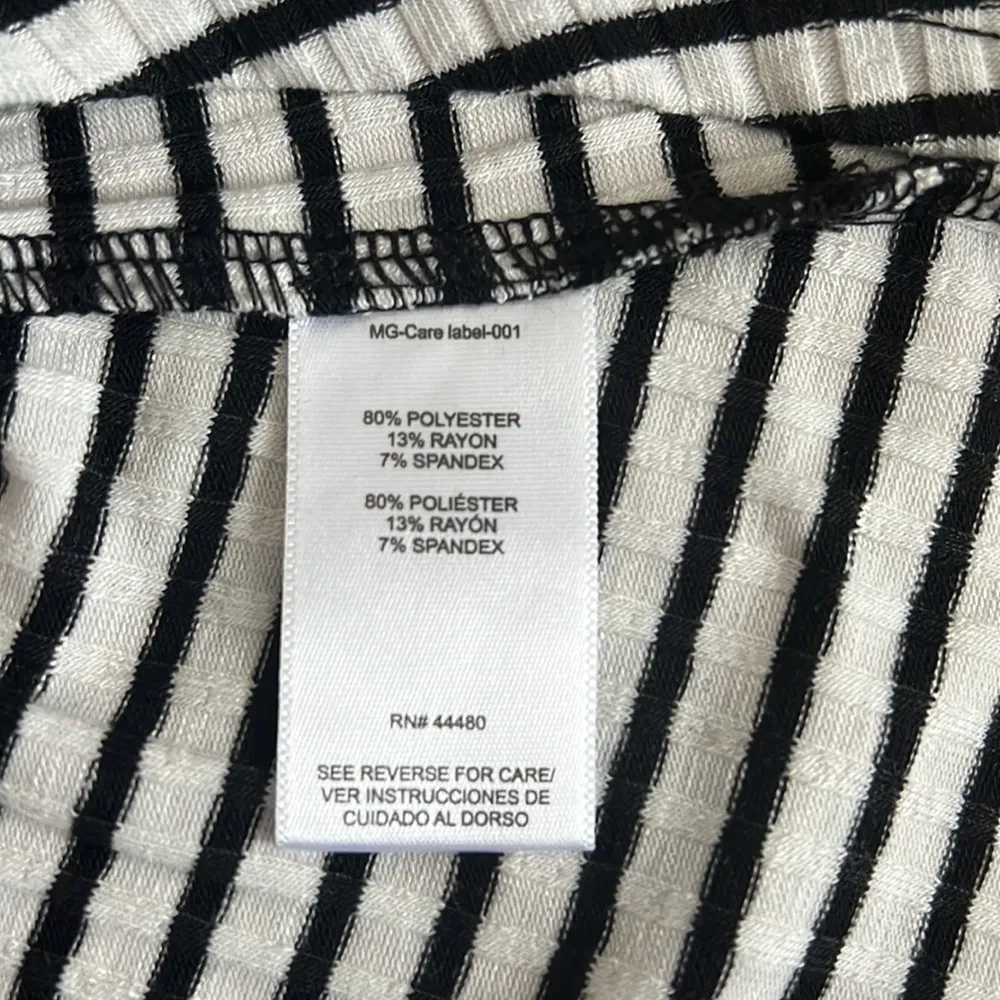 MG-Care label-001
80% POLYESTER
13% RAYON
7% SPANDEX
80% POLIÉSTER
13% RAYÓN
7% SPANDEX
RN# 44480
SEE REVERSE FOR CARE/
VER INSTRUCCIONES DE
CUIDADO AL DORSO